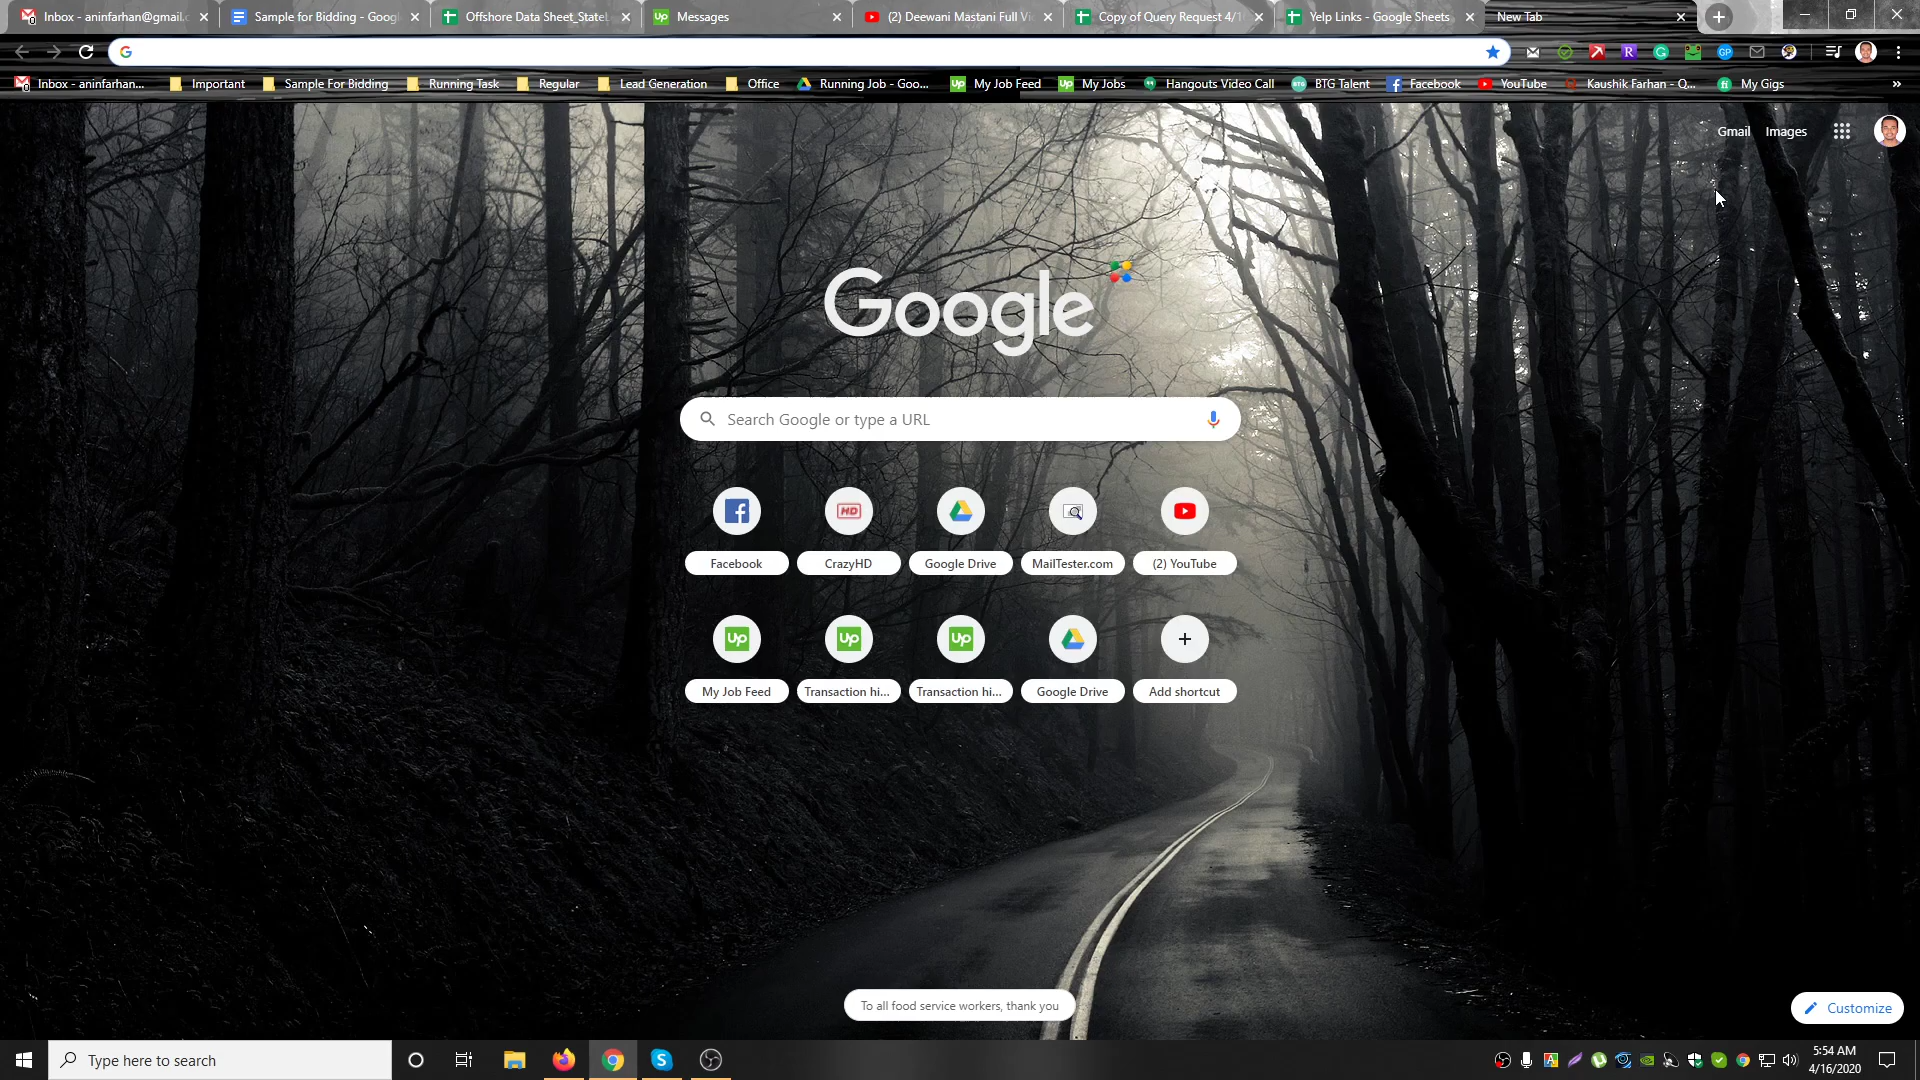 Inbox - aninfarhan@gmail.c
Sample for Bidding - Googl
Offshore Data Sheet_State
Messages
(2) Deewani Mastani Full Vi
Copy of Query Request 4/1
Yelp Links - Google Sheets
New Tab
Inbox - aninfarhan...
Important
Sample For Bidding
Running Task
Regular
Lead Generation
Office
Running Job - Goo...
My Job Feed
My Jobs
Hangouts Video Call
BTG Talent
Facebook
YouTube
Kaushik Farhan - Q...
My Gigs
»
Gmail
Images
Google
Search Google or type a URL
Facebook
CrazyHD
Google Drive
MailTester.com
(2) YouTube
My Job Feed
Transaction hi...
Transaction hi...
Google Drive
Add shortcut
To all food service workers, thank you
Customize
Type here to search
5:54 AM
4/16/2020